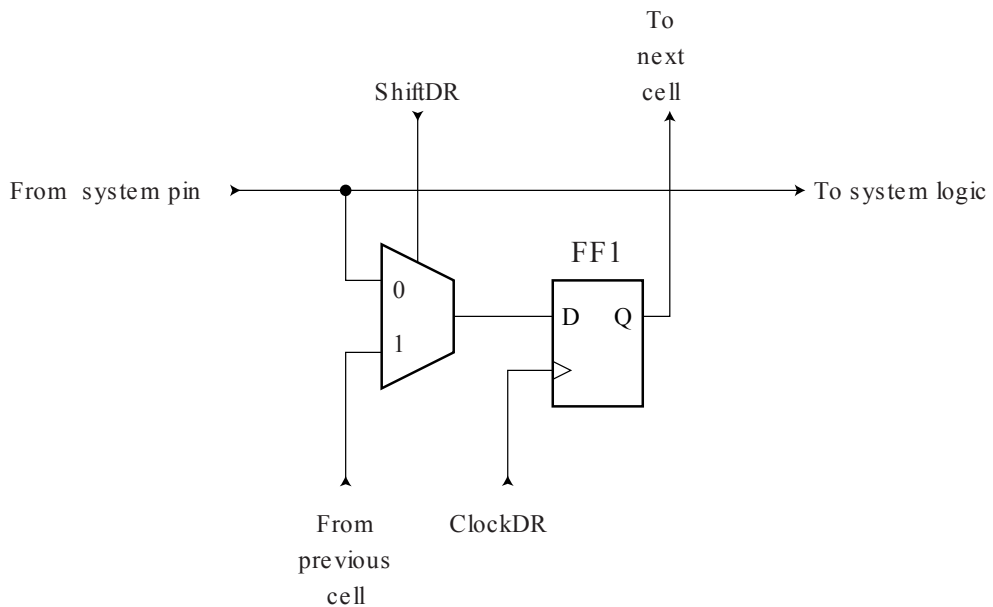 To
next
cell
ShiftDR
From system pin
To system logic
FF1
0
D Q
1
From
previous
cell
ClockDR